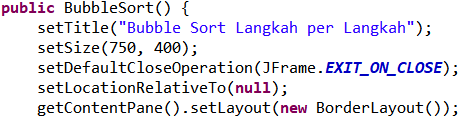 public BubbleSort() {
    setTitle("Bubble Sort Langkah per Langkah");
    setSize(750, 400);
    setDefaultCloseOperation(JFrame.EXIT_ON_CLOSE);
    setLocationRelativeTo(null);
    getContentPane().setLayout(new BorderLayout());